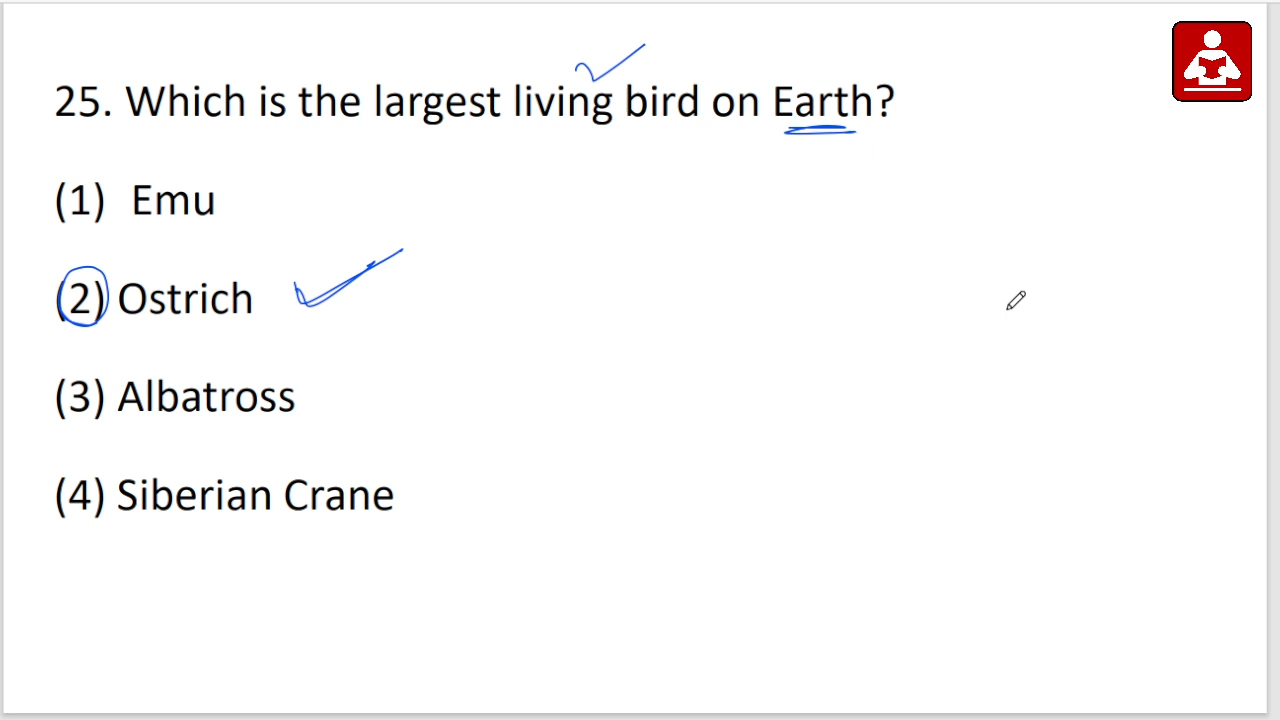 25. Which is the largest living bird on Earth?
(1) Emu
(2) Ostrich
(3) Albatross
(4) Siberian Crane